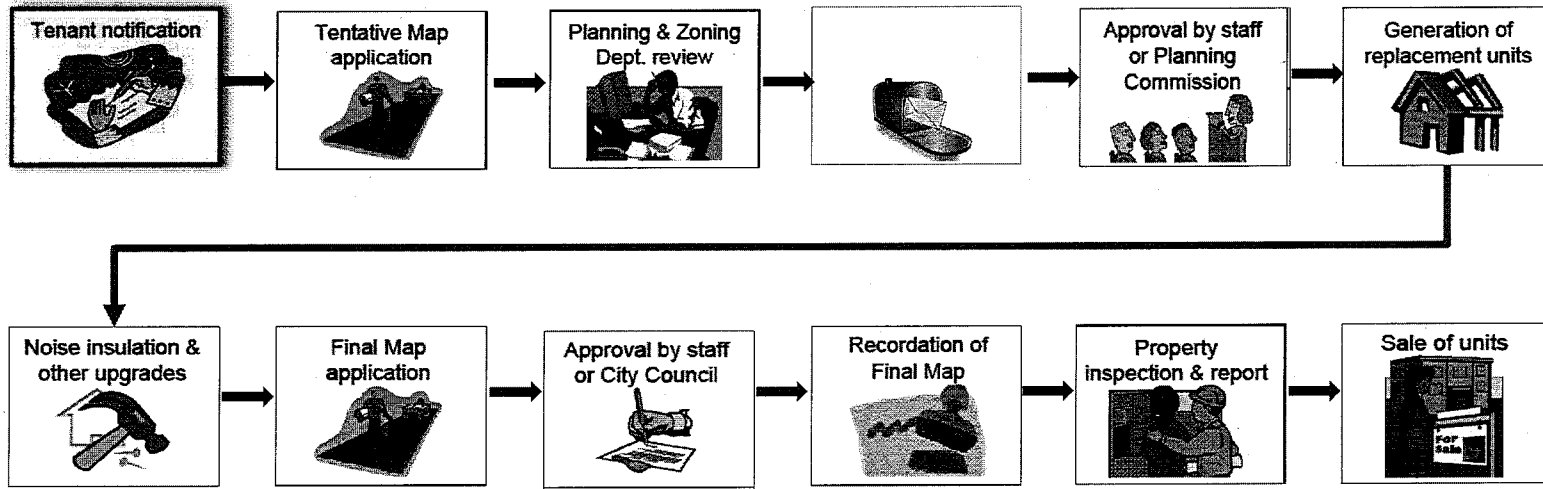 Tenant notification
Tentative Map
application
Planning & Zoning
Dept. review
Approval by staff
or Planning
Commission
Generation of
replacement units
Noise insulation &
other upgrades
Final Map
application
Approval by staff
or City Council
Recordation of
Final Map
Property
inspection & report
Sale of units
For
Sale